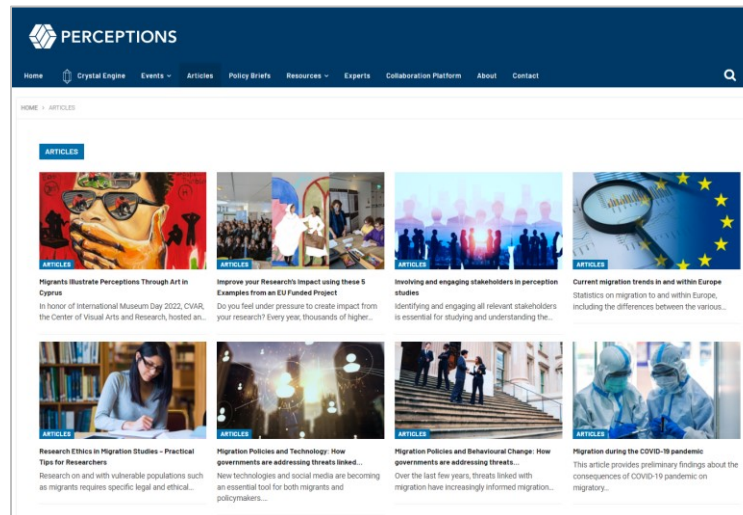 PERCEPTIONS
Home Crystal Engine Events Articles Policy Briefs Resources Experts Collaboration Platform About Contact
HOME > ARTICLES
ARTICLES
ARTICLES
Migrants Illustrate Perceptions Through Art in
Cyprus
In honor of International Museum Day 2022, CVAR,
the Center of Visual Arts and Research, hosted an...
ARTICLES
Improve your Research's Impact using these 5
Examples from an EU Funded Project
Do you feel under pressure to create impact from
your research? Every year, thousands of higher...
ARTICLES
Involving and engaging stakeholders in perception
studies
Identifying and engaging all relevant stakeholders
is essential for studying and understanding the...
ARTICLES
Current migration trends in and within Europe
Statistics on migration to and within Europe,
including the differences between the various...
ARTICLES
Research Ethics in Migration Studies – Practical
Tips for Researchers
Research on and with vulnerable populations such
as migrants requires specific legal and ethical...
ARTICLES
Migration Policies and Technology: How
governments are addressing threats linked...
New technologies and social media are becoming
an essential tool for both migrants and
policymakers....
ARTICLES
Migration Policies and Behavioural Change: How
governments are addressing threats...
Over the last few years, threats linked with
migration have increasingly informed migration...
ARTICLES
Migration during the COVID-19 pandemic
This article provides preliminary findings about the
consequences of COVID-19 pandemic on
migratory...